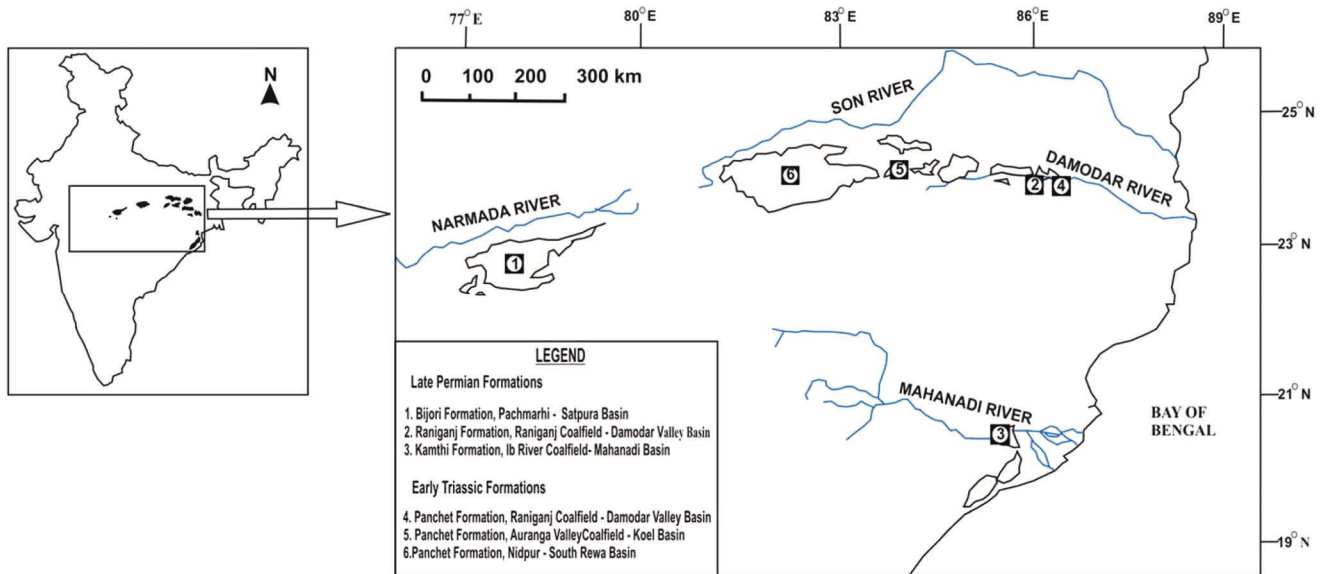 77°E
80°E
83°E
86°E
89°E
N
0 100 200 300 km
SON RIVER
25°N
DAMODAR RIVER
6
5
2
4
NARMADA RIVER
23°N
1
LEGEND
Late Permian Formations
1. Bijori Formation, Pachmarhi - Satpura Basin
2. Raniganj Formation, Raniganj Coalfield - Damodar Valley Basin
3. Kamthi Formation, Ib River Coalfield- Mahanadi Basin
Early Triassic Formations
4. Panchet Formation, Raniganj Coalfield - Damodar Valley Basin
5. Panchet Formation, Auranga ValleyCoalfield - Koel Basin
6.Panchet Formation, Nidpur - South Rewa Basin
MAHANADI RIVER
21°N
3
BAY OF
BENGAL
19°N